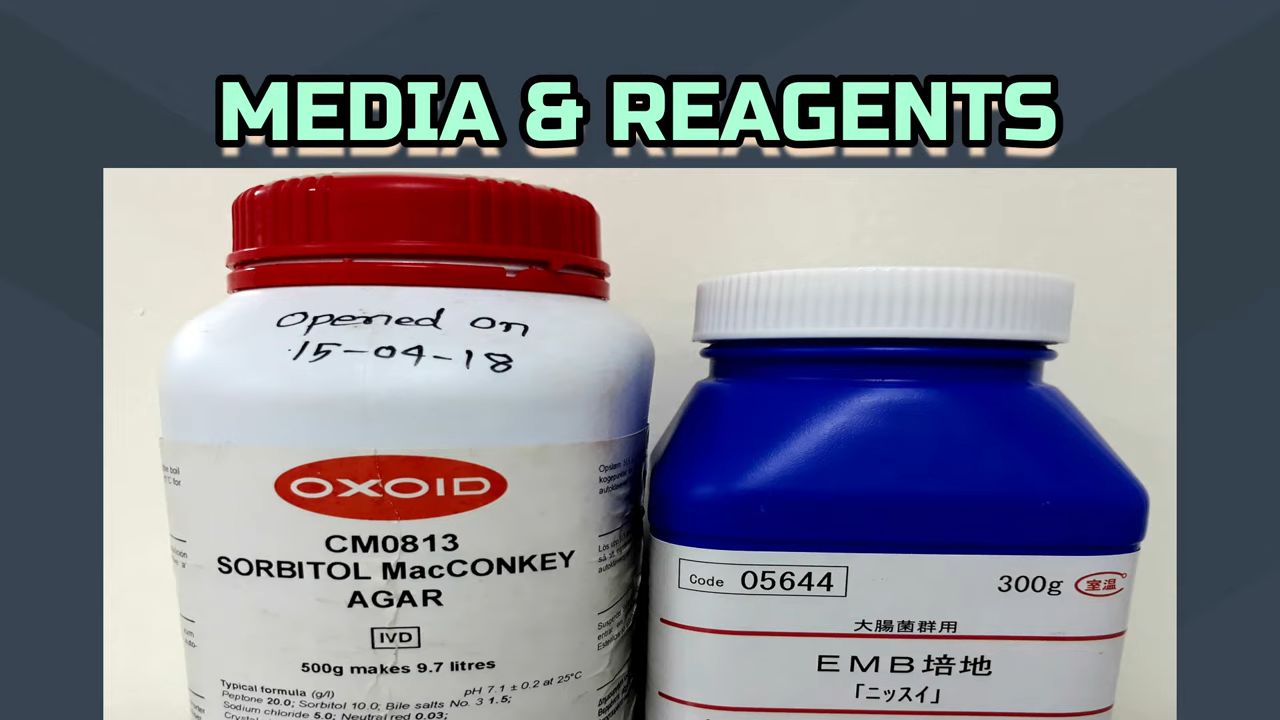 MEDIA & REAGENTS
Opened on
15-04-18
OXOID
CM0813
SORBITOL MacCONKEY
AGAR
IVD
500g makes 9.7 litres
pH 7.1 ± 0.2 at 25°C
Typical formula (g/l)
Peptone 20.0; Sorbitol 10.0; Bile salts No. 3 1.5;
Sodium chloride 5.0; Neutral red 0.03;
Code 05644
300g 室温
大腸菌群用
EMB培地
「ニッスイ」